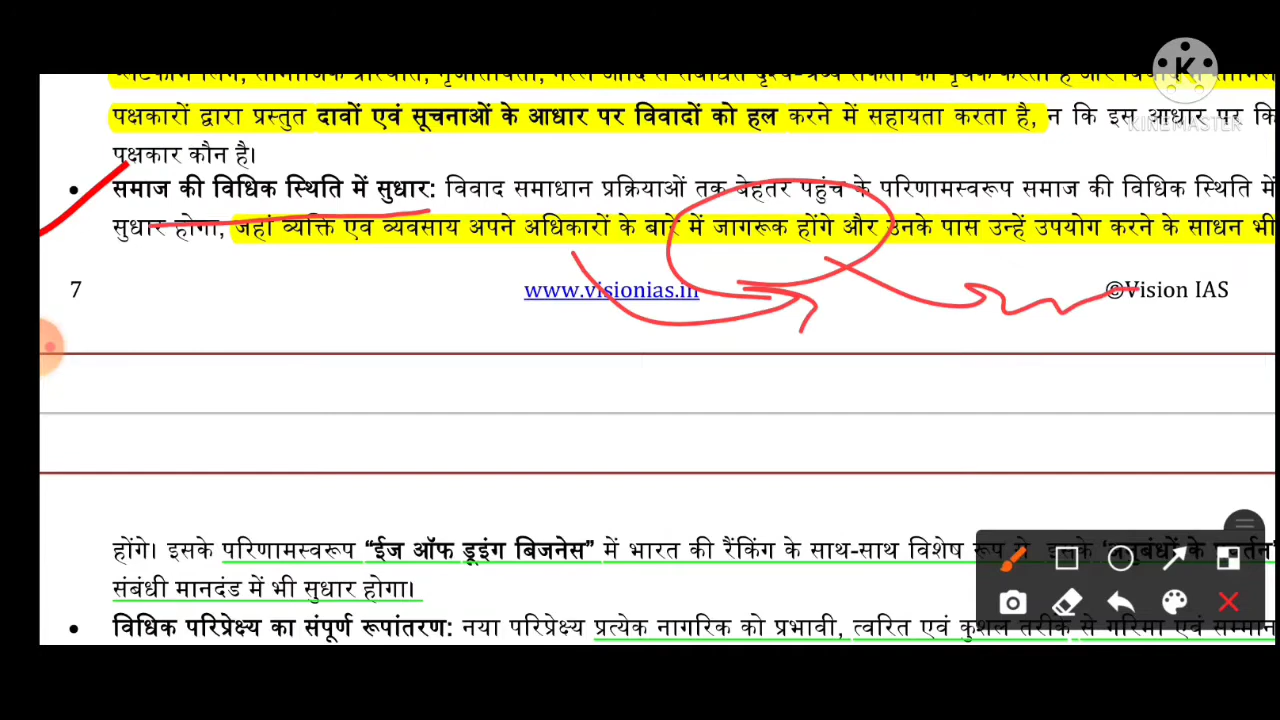 पक्षकारों द्वारा प्रस्तुत दावों एवं सूचनाओं के आधार पर विवादों को हल करने में सहायता करता है, न कि इस आधार पर कि
पक्षकार कौन है।
• समाज की विधिक स्थिति में सुधार: विवाद समाधान प्रक्रियाओं तक बेहतर पहुंच के परिणामस्वरूप समाज की विधिक स्थिति में
सुधार होगा, जहां व्यक्ति एवं व्यवसाय अपने अधिकारों के बारे में जागरूक होंगे और उनके पास उन्हें उपयोग करने के साधन भी
7 www.visionias.in ©Vision IAS
होंगे। इसके परिणामस्वरूप “ईज ऑफ डूइंग बिजनेस” में भारत की रैंकिंग के साथ-साथ विशेष रूप से इसके
संबंधी मानदंड में भी सुधार होगा।
• विधिक परिप्रेक्ष्य का संपूर्ण रूपांतरण: नया परिप्रेक्ष्य प्रत्येक नागरिक को प्रभावी, त्वरित एवं कुशल तरीके से गरिमा एवं सम्मान
K
KINEMASTER